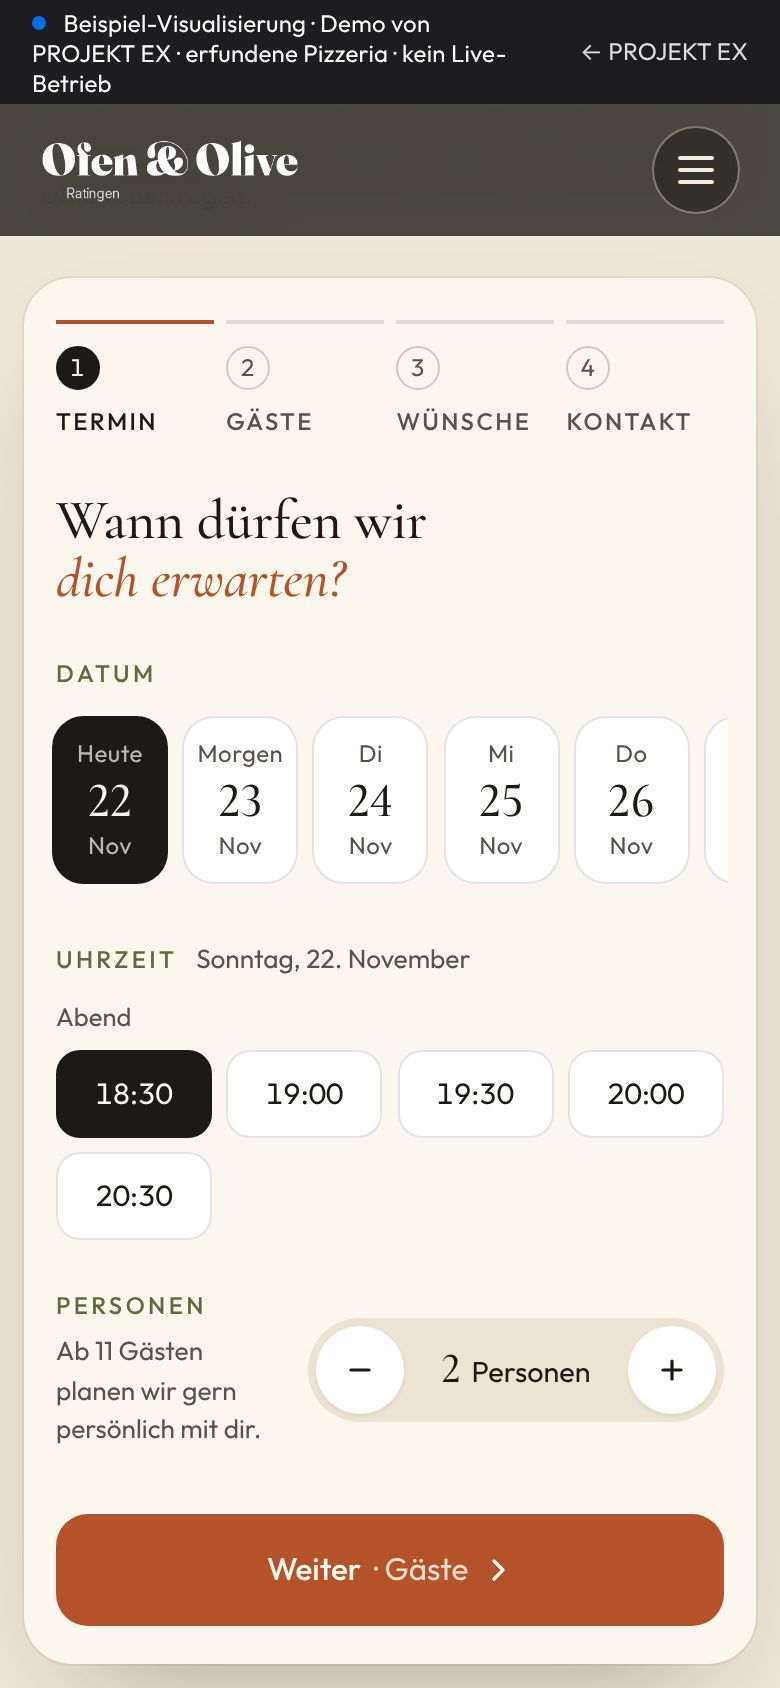 Beispiel-Visualisierung · Demo von
PROJEKT EX · erfundene Pizzeria · kein Live-
Betrieb
← PROJEKT EX
Ofen & Olive
Ratingen
1
2
3
4
TERMIN
GÄSTE
WÜNSCHE
KONTAKT
Wann dürfen wir
dich erwarten?
DATUM
Heute
22
Nov
Morgen
23
Nov
Di
24
Nov
Mi
25
Nov
Do
26
Nov
UHRZEIT Sonntag, 22. November
Abend
18:30
19:00
19:30
20:00
20:30
PERSONEN
Ab 11 Gästen
planen wir gern
persönlich mit dir.
− 2 Personen +
Weiter · Gäste